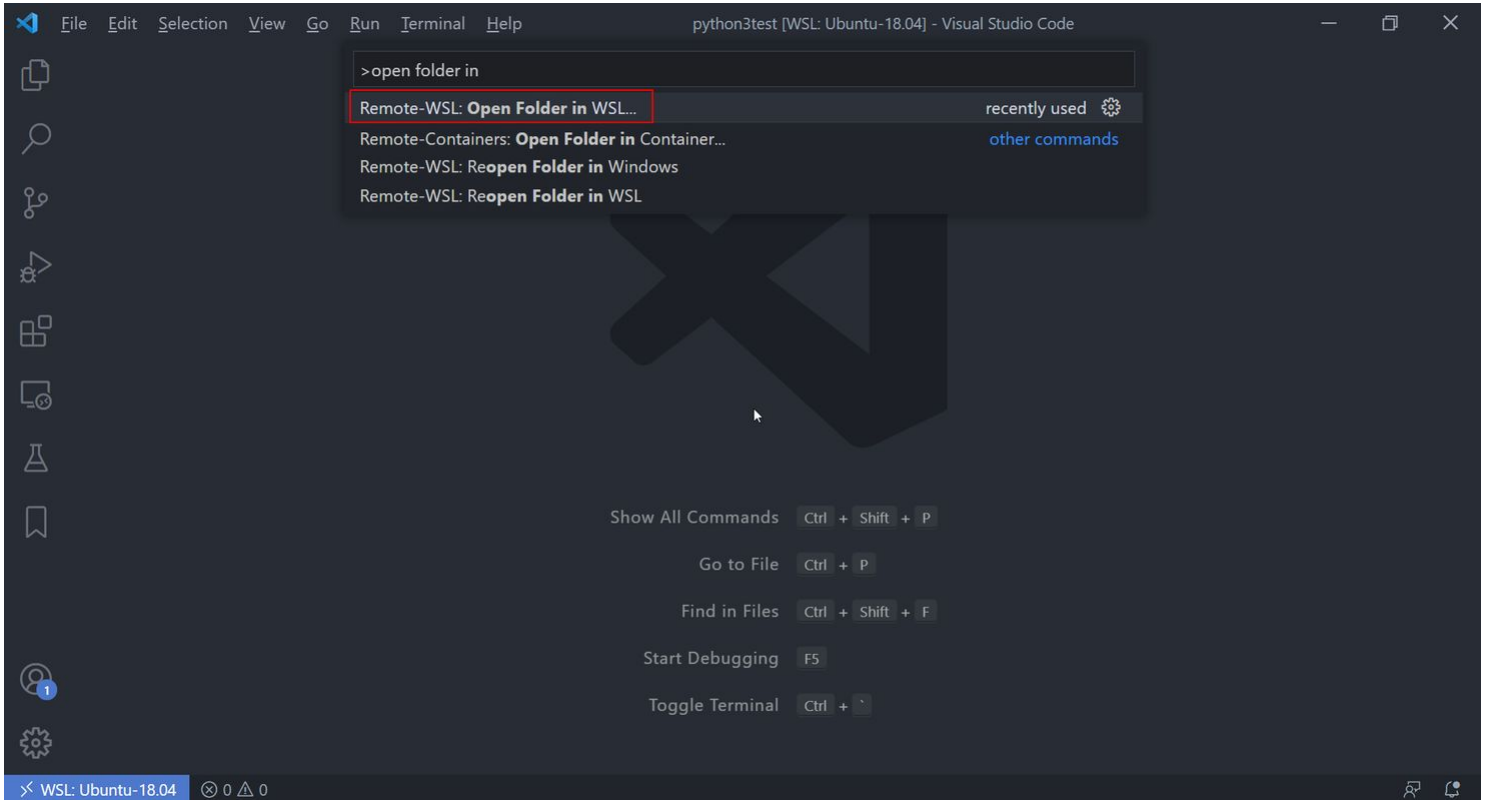 File Edit Selection View Go Run Terminal Help python3test [WSL: Ubuntu-18.04] - Visual Studio Code
>open folder in
Remote-WSL: Open Folder in WSL... recently used
Remote-Containers: Open Folder in Container... other commands
Remote-WSL: Reopen Folder in Windows
Remote-WSL: Reopen Folder in WSL
Show All Commands Ctrl + Shift + P
Go to File Ctrl + P
Find in Files Ctrl + Shift + F
Start Debugging F5
1
Toggle Terminal Ctrl + `
WSL: Ubuntu-18.04 0 0